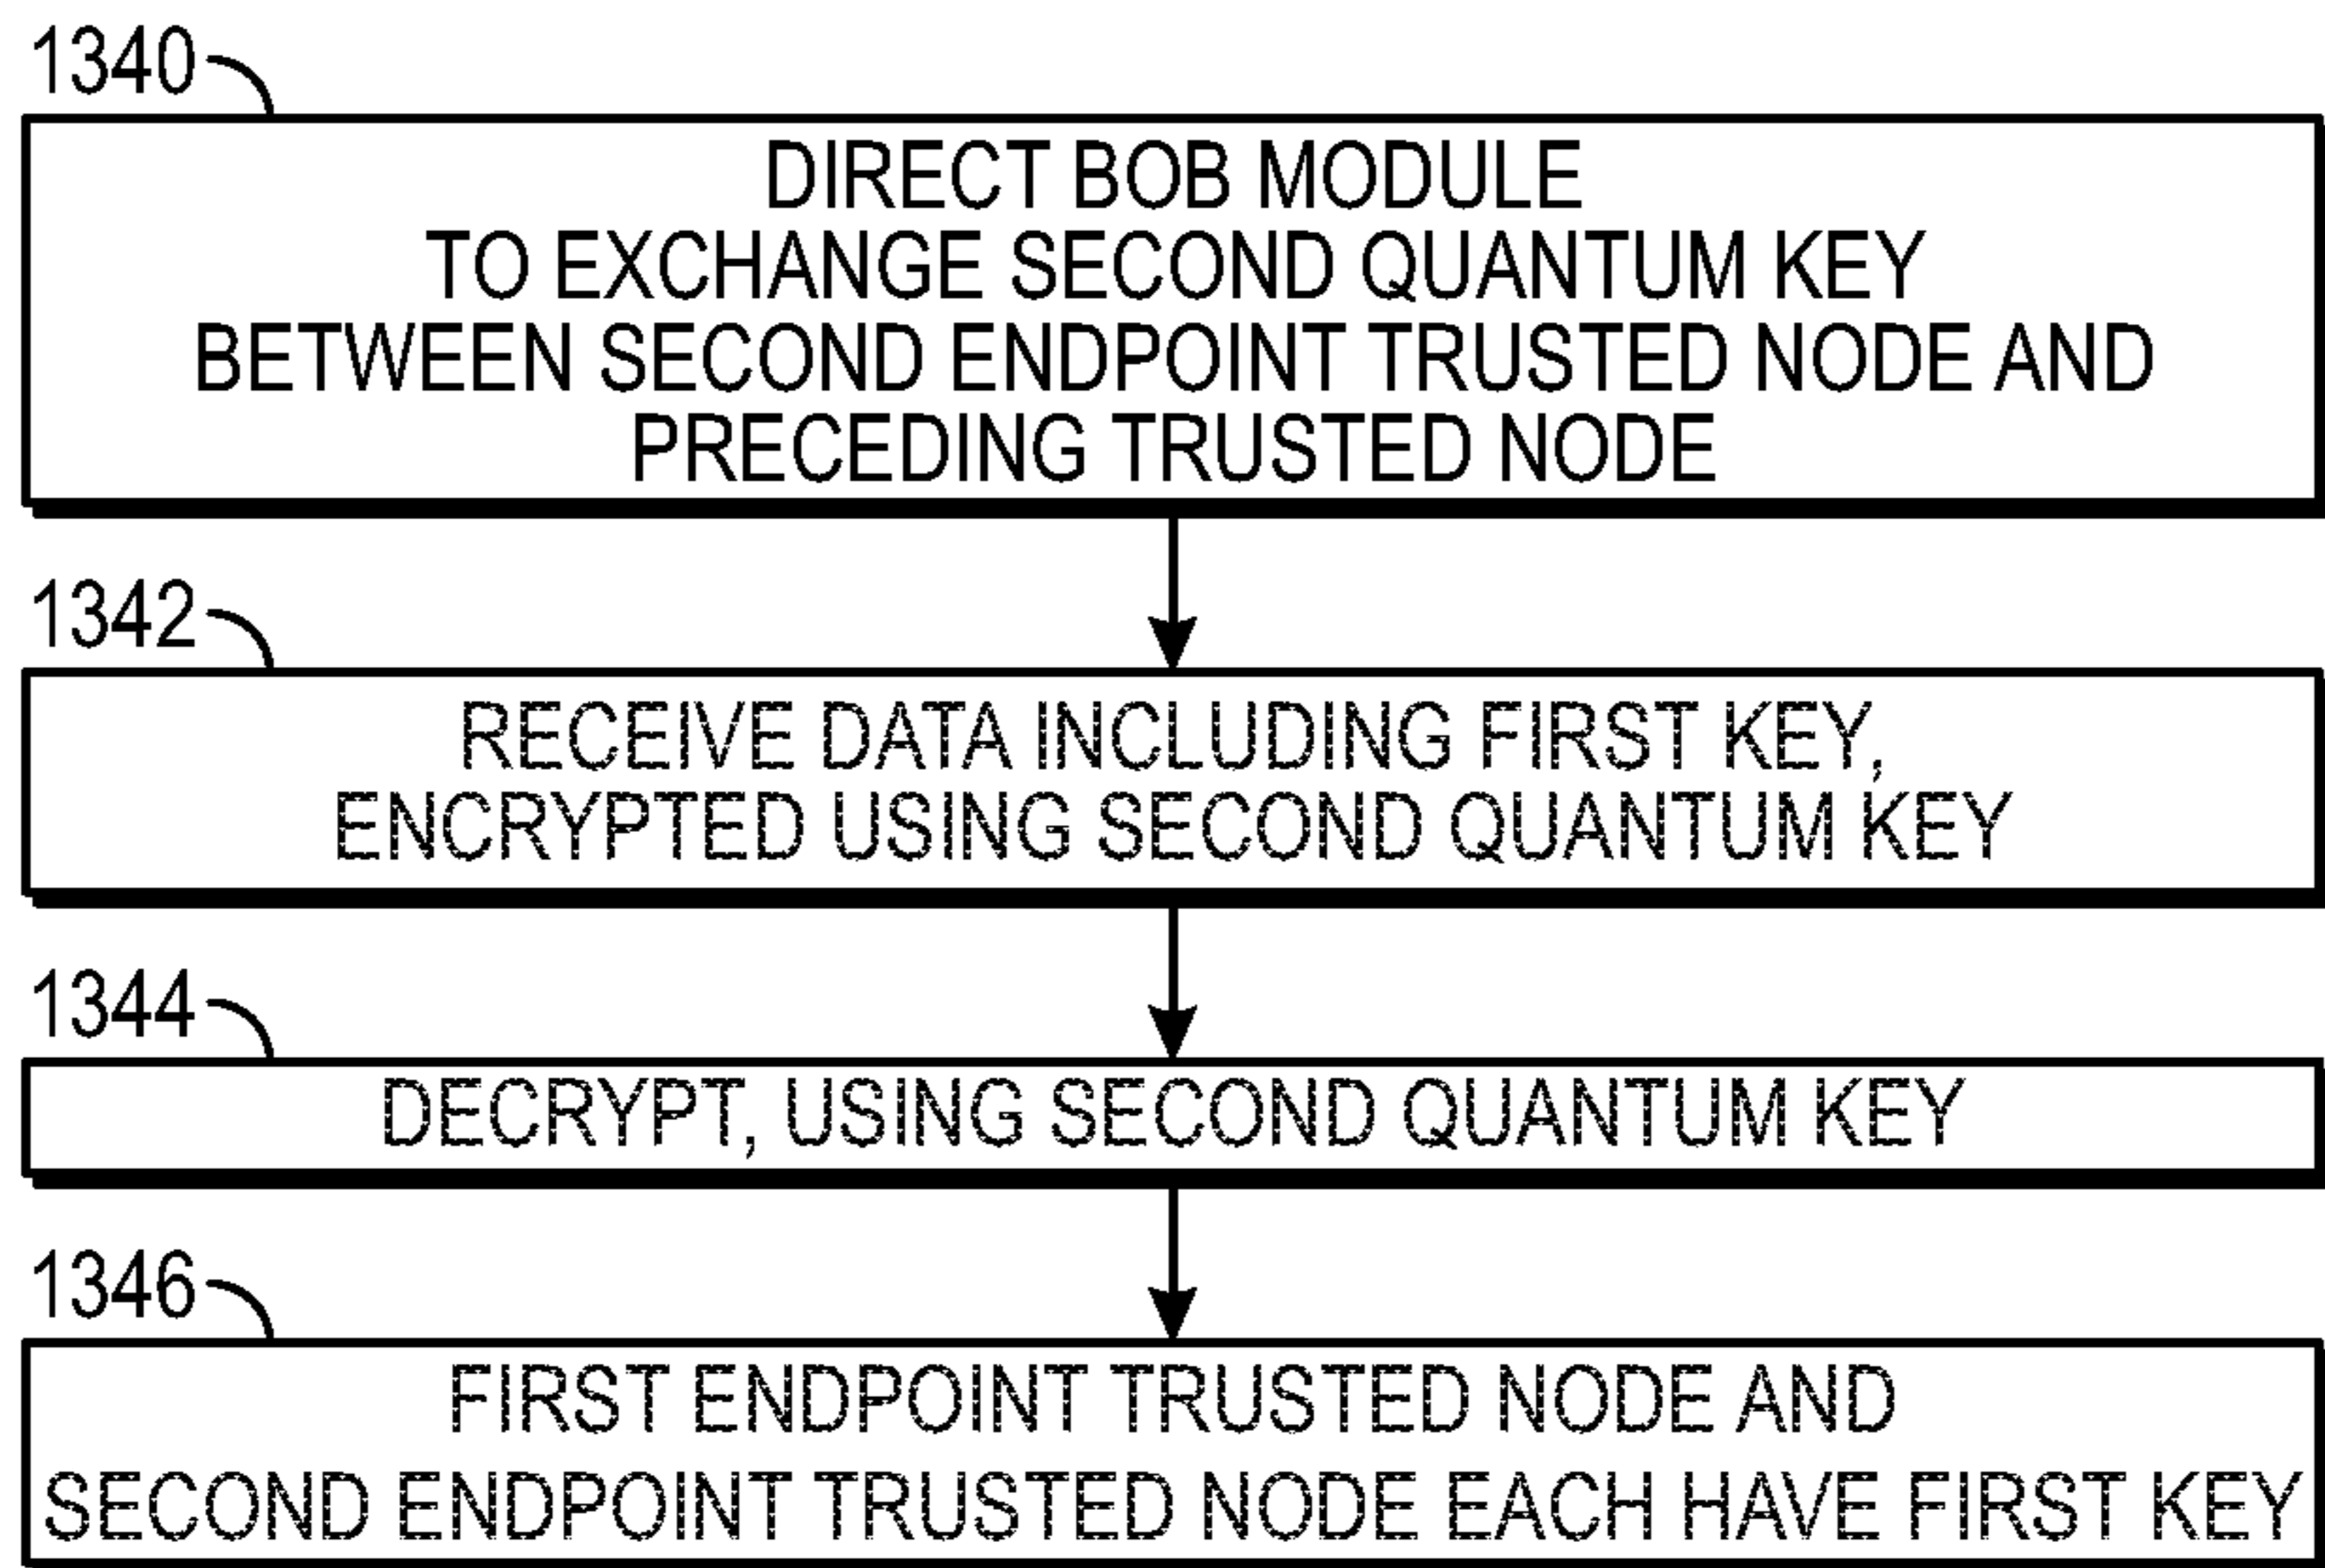 1340
DIRECT BOB MODULE
TO EXCHANGE SECOND QUANTUM KEY
BETWEEN SECOND ENDPOINT TRUSTED NODE AND
PRECEDING TRUSTED NODE
1342
RECEIVE DATA INCLUDING FIRST KEY,
ENCRYPTED USING SECOND QUANTUM KEY
1344
DECRYPT, USING SECOND QUANTUM KEY
1346
FIRST ENDPOINT TRUSTED NODE AND
SECOND ENDPOINT TRUSTED NODE EACH HAVE FIRST KEY